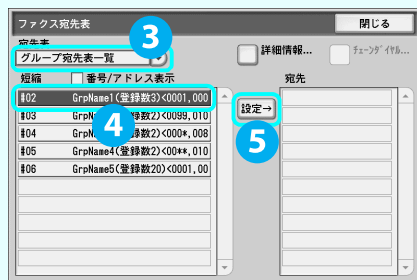 ファクス宛先表
閉じる
宛先表
3
グループ宛先表一覧
詳細情報...
チェーンダイヤル...
短縮
番号/アドレス表示
宛先
#02 GrpName1(登録数3)<0001,000
#03 GrpName (登録数2)<0099,010
#04 GrpName (登録数2)<000*,008
#05 GrpName4(登録数2)<00**,010
#06 GrpName5(登録数20)<0001,00
4
設定→
5